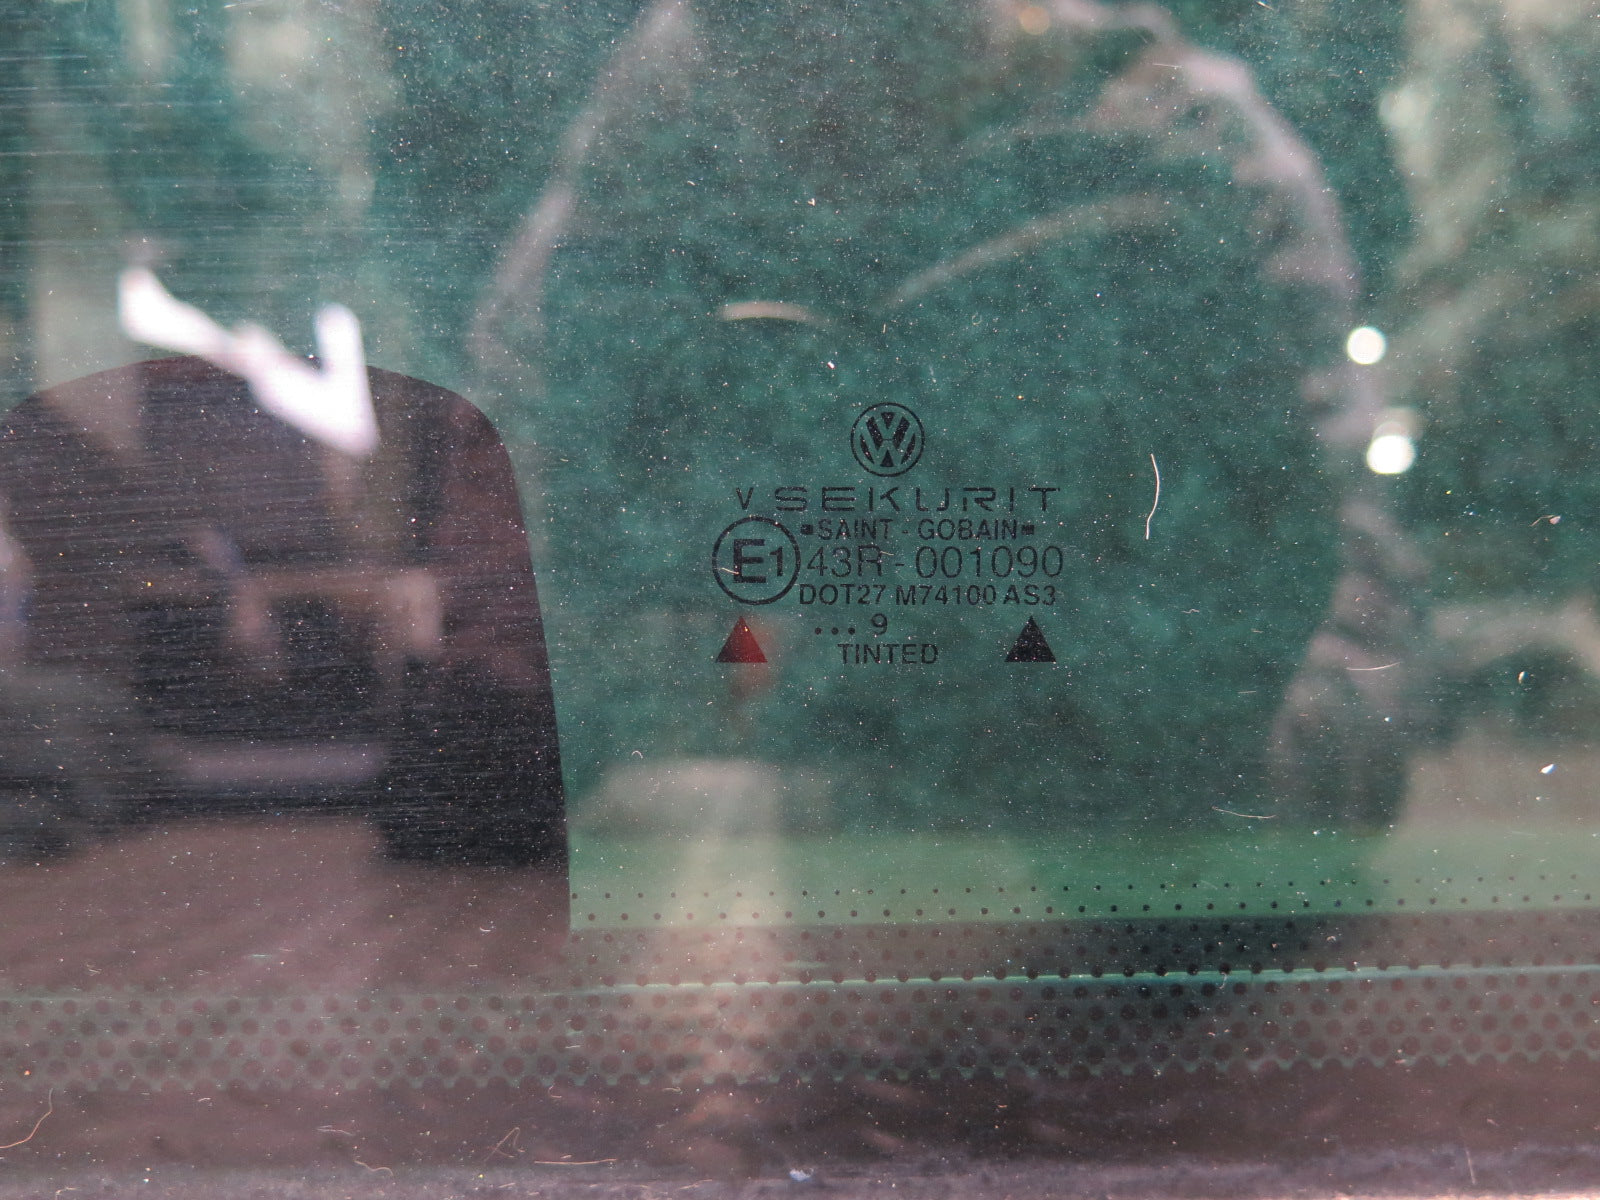 V SEKURIT
SAINT - GOBAIN
E1 43R - 001090
DOT27 M74100 AS3
... 9
TINTED